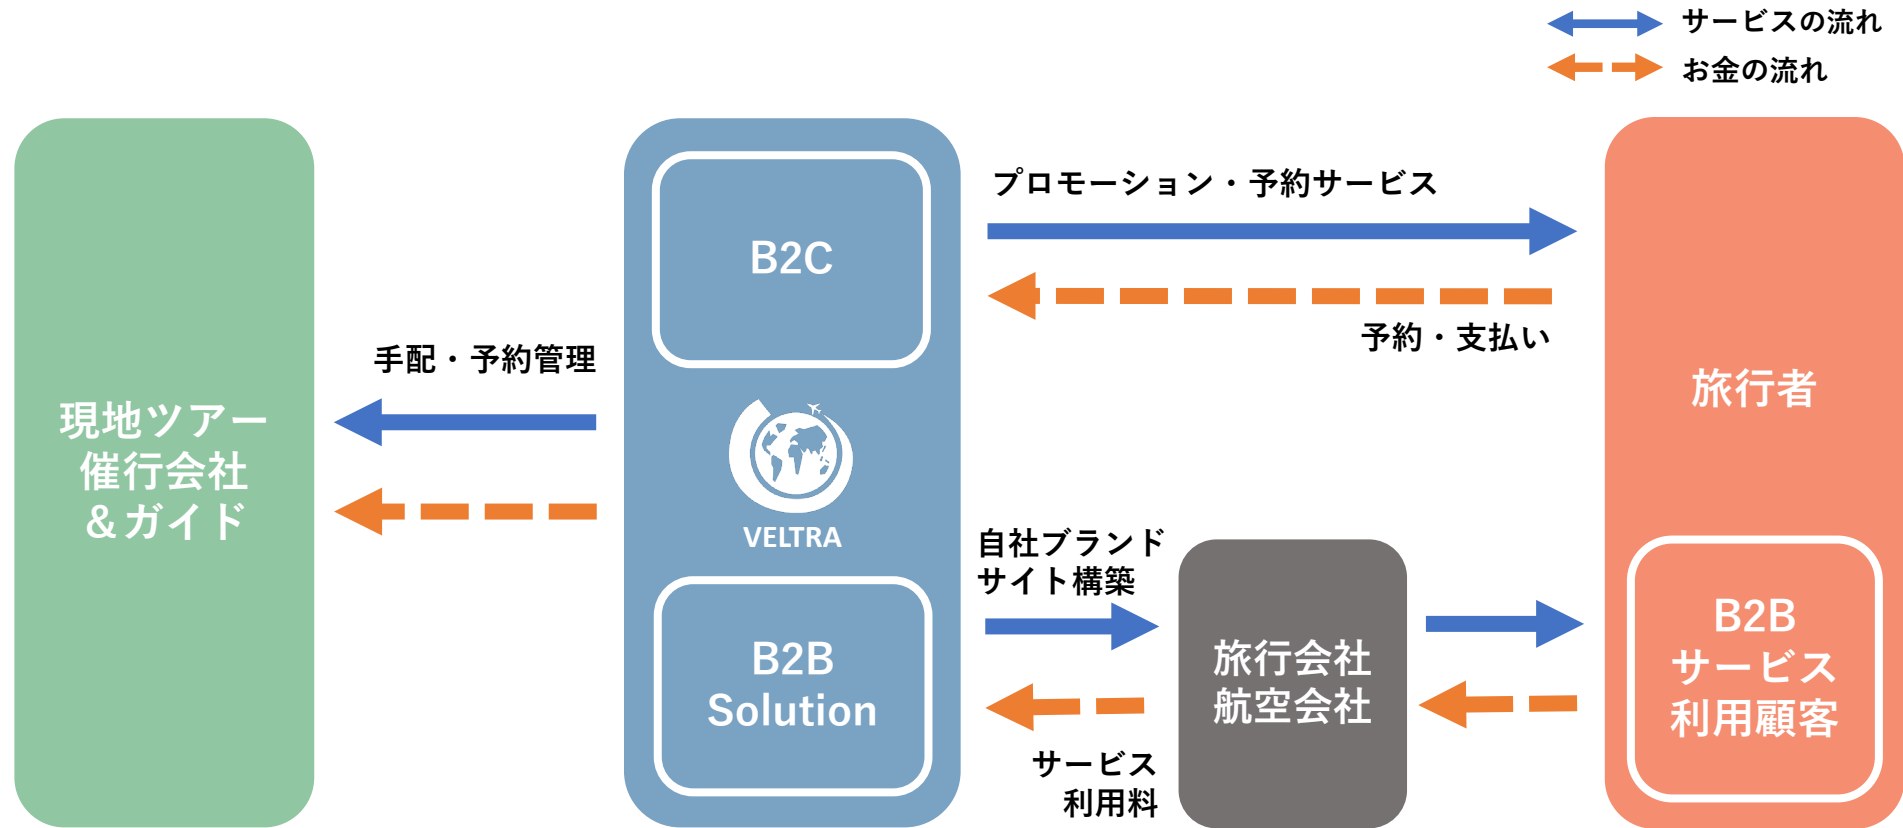 サービスの流れ
お金の流れ
プロモーション・予約サービス
B2C
予約・支払い
手配・予約管理
旅行者
現地ツアー
催行会社
＆ガイド
VELTRA
自社ブランド
サイト構築
B2B
Solution
旅行会社
航空会社
B2B
サービス
利用顧客
サービス
利用料